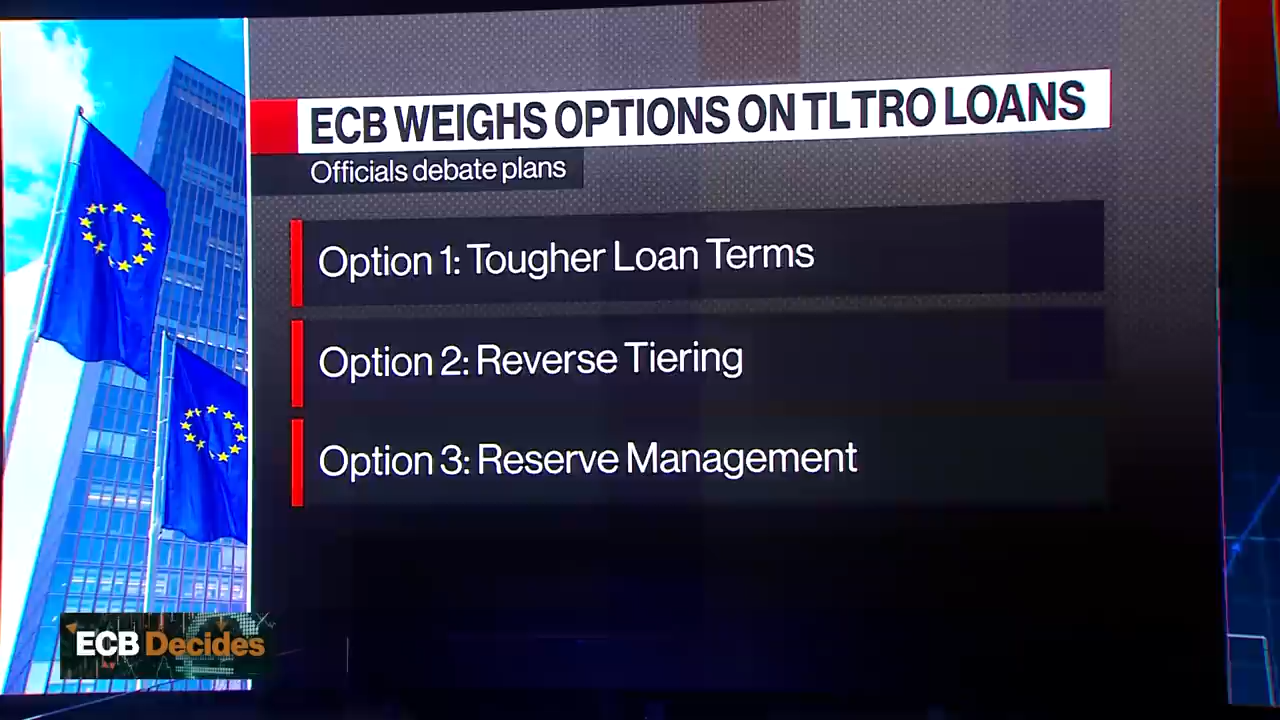 ECB WEIGHS OPTIONS ON TLTRO LOANS
Officials debate plans
Option 1: Tougher Loan Terms
Option 2: Reverse Tiering
Option 3: Reserve Management
ECB Decides